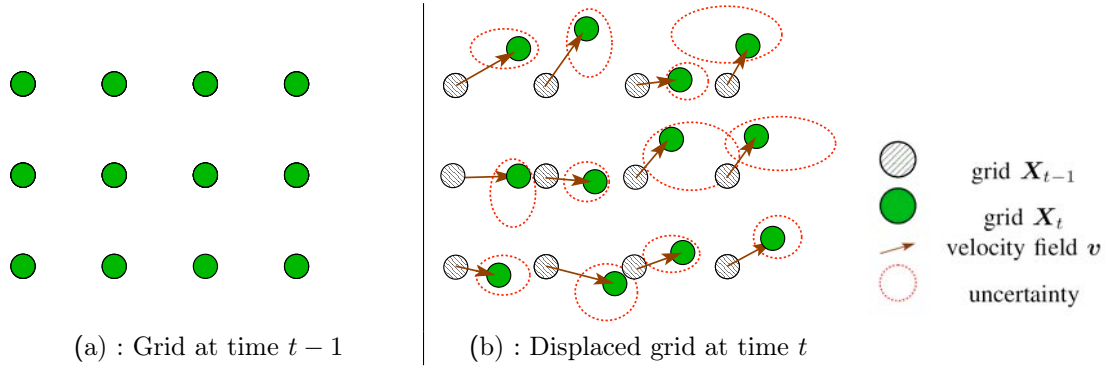 grid X_{t−1}
grid X_t
velocity field v
uncertainty
(a) : Grid at time t − 1
(b) : Displaced grid at time t